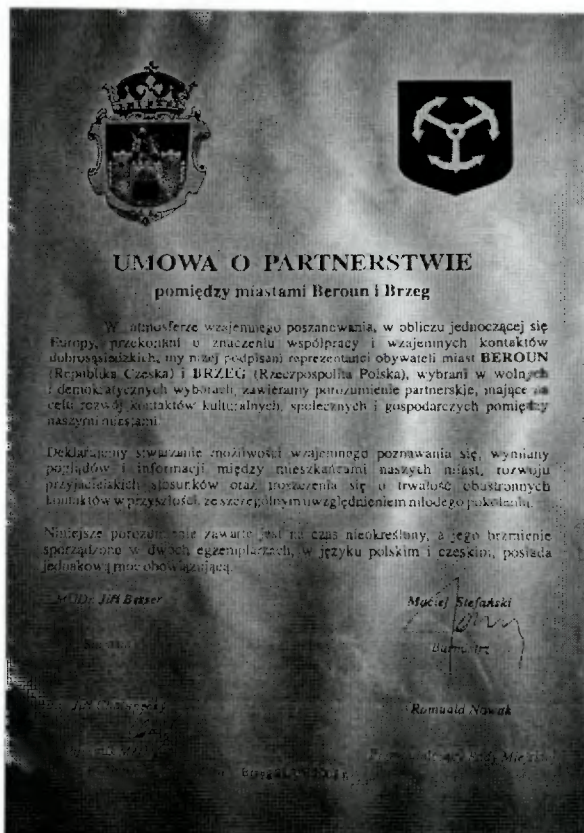 UMOWA O PARTNERSTWIE
pomiędzy miastami Beroun i Brzeg
W atmosferze wzajemnego poszanowania, w obliczu jednoczącej się
Europy, przekonani o znaczeniu współpracy i wzajemnych kontaktów
dobrosąsiedzkich, my niżej podpisani reprezentanci obywateli miast BEROUN
(Republika Czeska) i BRZEG (Rzeczpospolita Polska), wybrani w wolnych
i demokratycznych wyborach, zawieramy porozumienie partnerskie, mające na
celu rozwój kontaktów kulturalnych, społecznych i gospodarczych pomiędzy
naszymi miastami.
Deklarujemy stwarzanie możliwości wzajemnego poznawania się, wymiany
poglądów i informacji między mieszkańcami naszych miast, rozwoju
przyjacielskich stosunków oraz troszczenia się o trwałość obustronnych
kontaktów w przyszłości, ze szczególnym uwzględnieniem młodego pokolenia.
Niniejsze porozumienie zawarte jest na czas nieokreślony, a jego brzmienie
sporządzone w dwóch egzemplarzach, w języku polskim i czeskim, posiada
jednakową moc obowiązującą.
MUDr. Jiří Besser Maciej Stefański
Burmistrz
Jiří Romuald Nowak
Rady
Brzeg